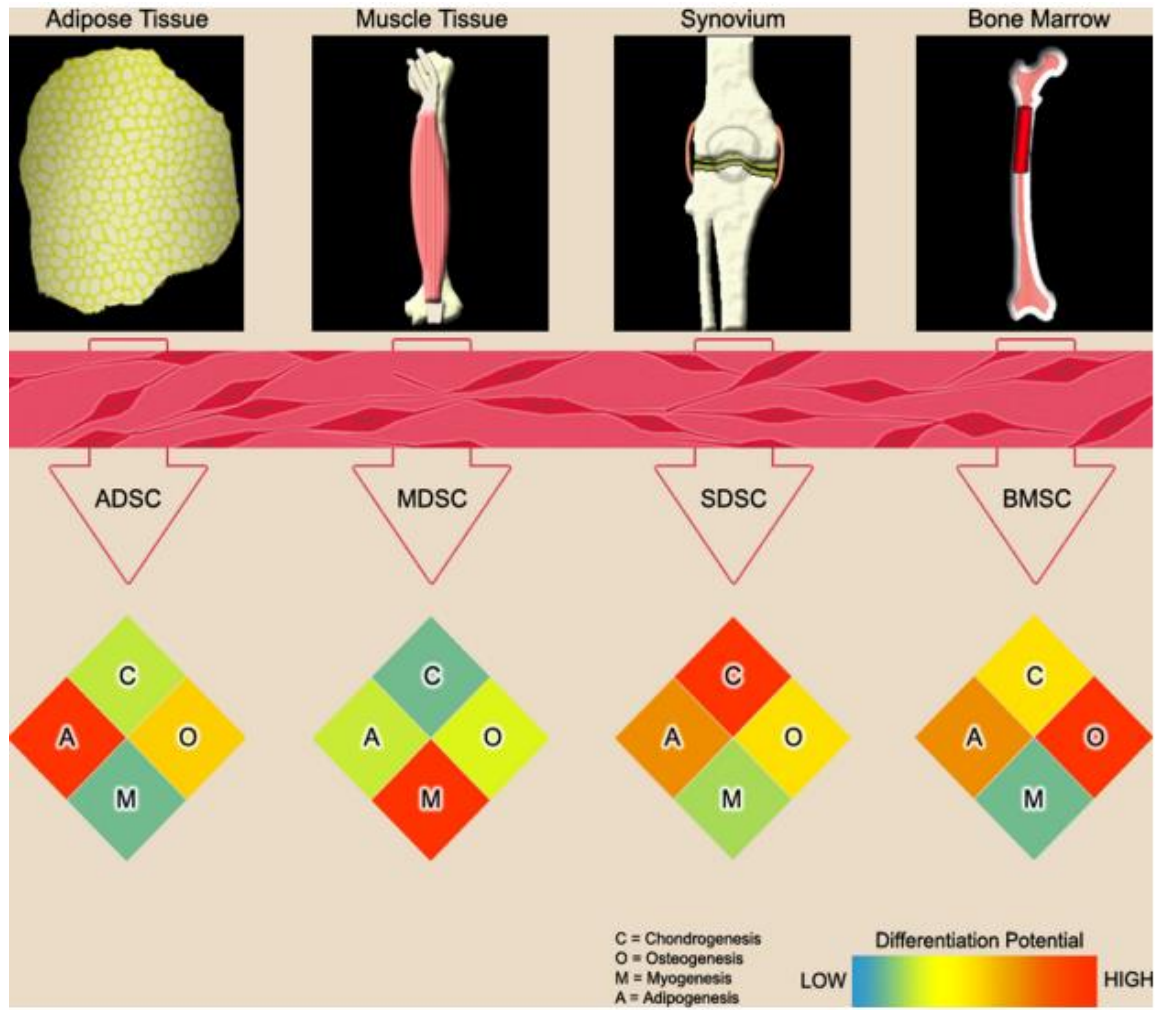 Adipose Tissue
Muscle Tissue
Synovium
Bone Marrow
ADSC
MDSC
SDSC
BMSC
C
A
O
M
C
A
O
M
C
A
O
M
C
A
O
M
C = Chondrogenesis
O = Osteogenesis
M = Myogenesis
A = Adipogenesis
Differentiation Potential
LOW
HIGH